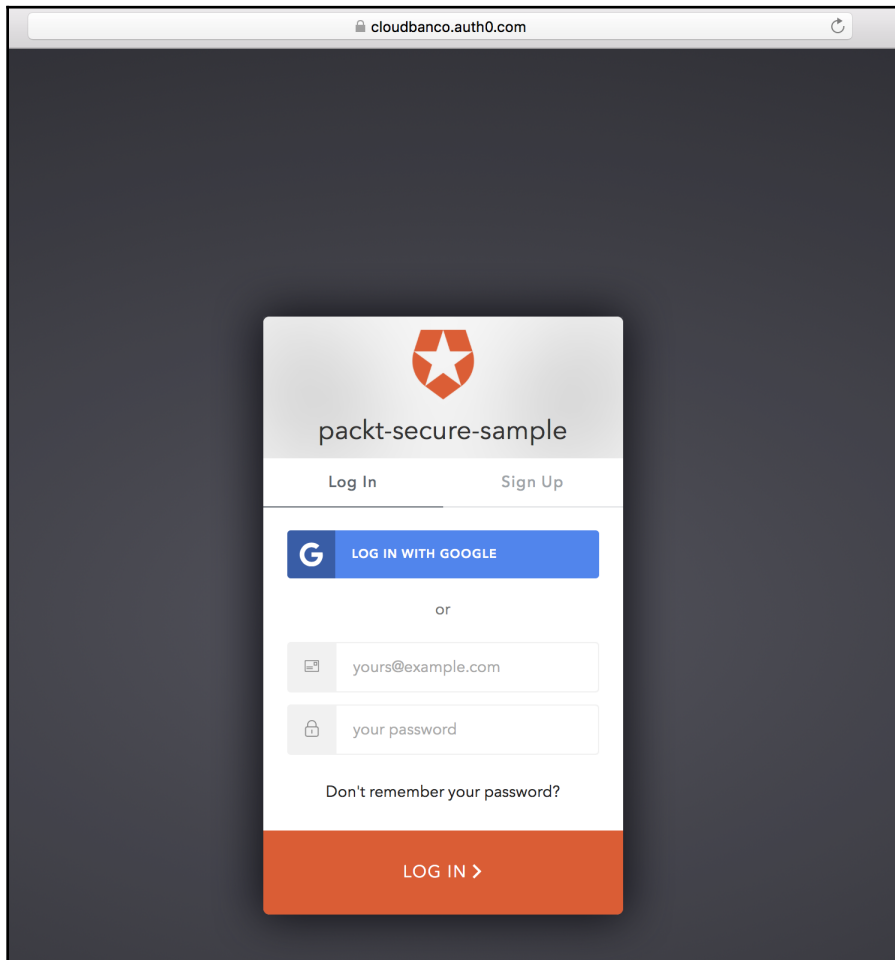 cloudbanco.auth0.com
packt-secure-sample
Log In Sign Up
G LOG IN WITH GOOGLE
or
yours@example.com
your password
Don't remember your password?
LOG IN >